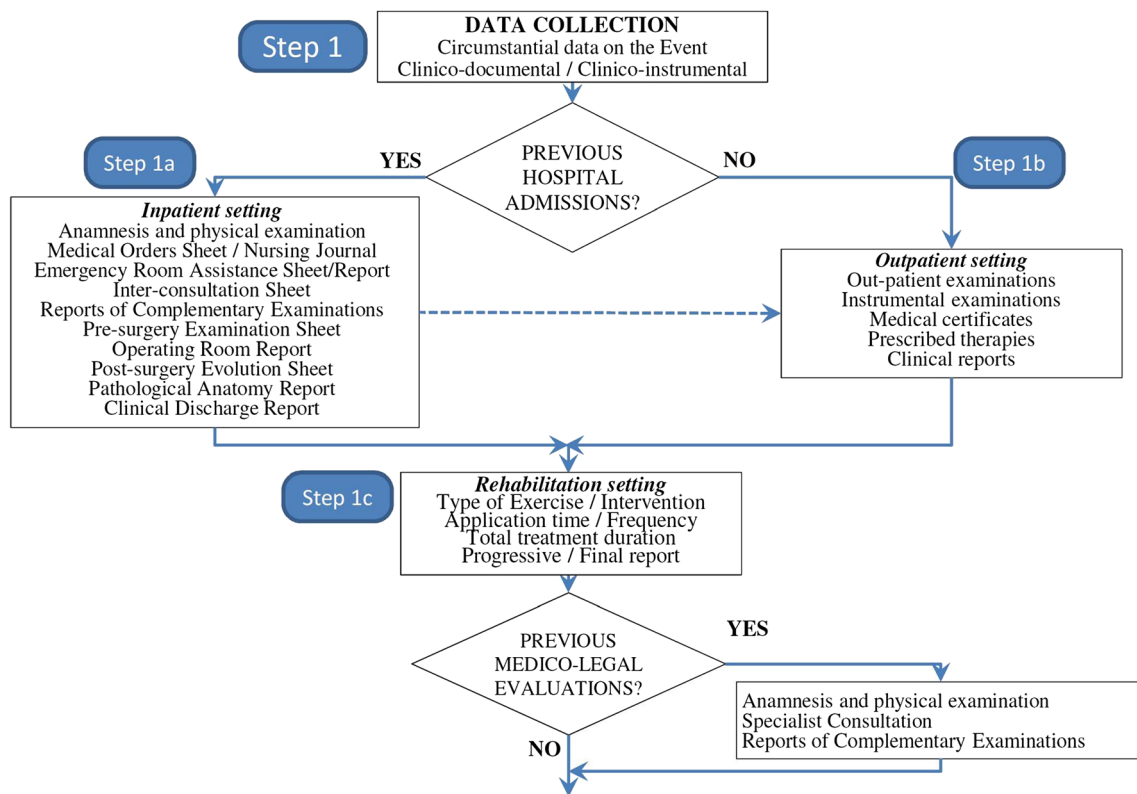 Step 1
DATA COLLECTION
Circumstantial data on the Event
Clinico-documental / Clinico-instrumental
Step 1a
YES
PREVIOUS
HOSPITAL
ADMISSIONS?
NO
Step 1b
Inpatient setting
Anamnesis and physical examination
Medical Orders Sheet / Nursing Journal
Emergency Room Assistance Sheet/Report
Inter-consultation Sheet
Reports of Complementary Examinations
Pre-surgery Examination Sheet
Operating Room Report
Post-surgery Evolution Sheet
Pathological Anatomy Report
Clinical Discharge Report
Outpatient setting
Out-patient examinations
Instrumental examinations
Medical certificates
Prescribed therapies
Clinical reports
Step 1c
Rehabilitation setting
Type of Exercise / Intervention
Application time / Frequency
Total treatment duration
Progressive / Final report
PREVIOUS
MEDICO-LEGAL
EVALUATIONS?
YES
Anamnesis and physical examination
Specialist Consultation
Reports of Complementary Examinations
NO